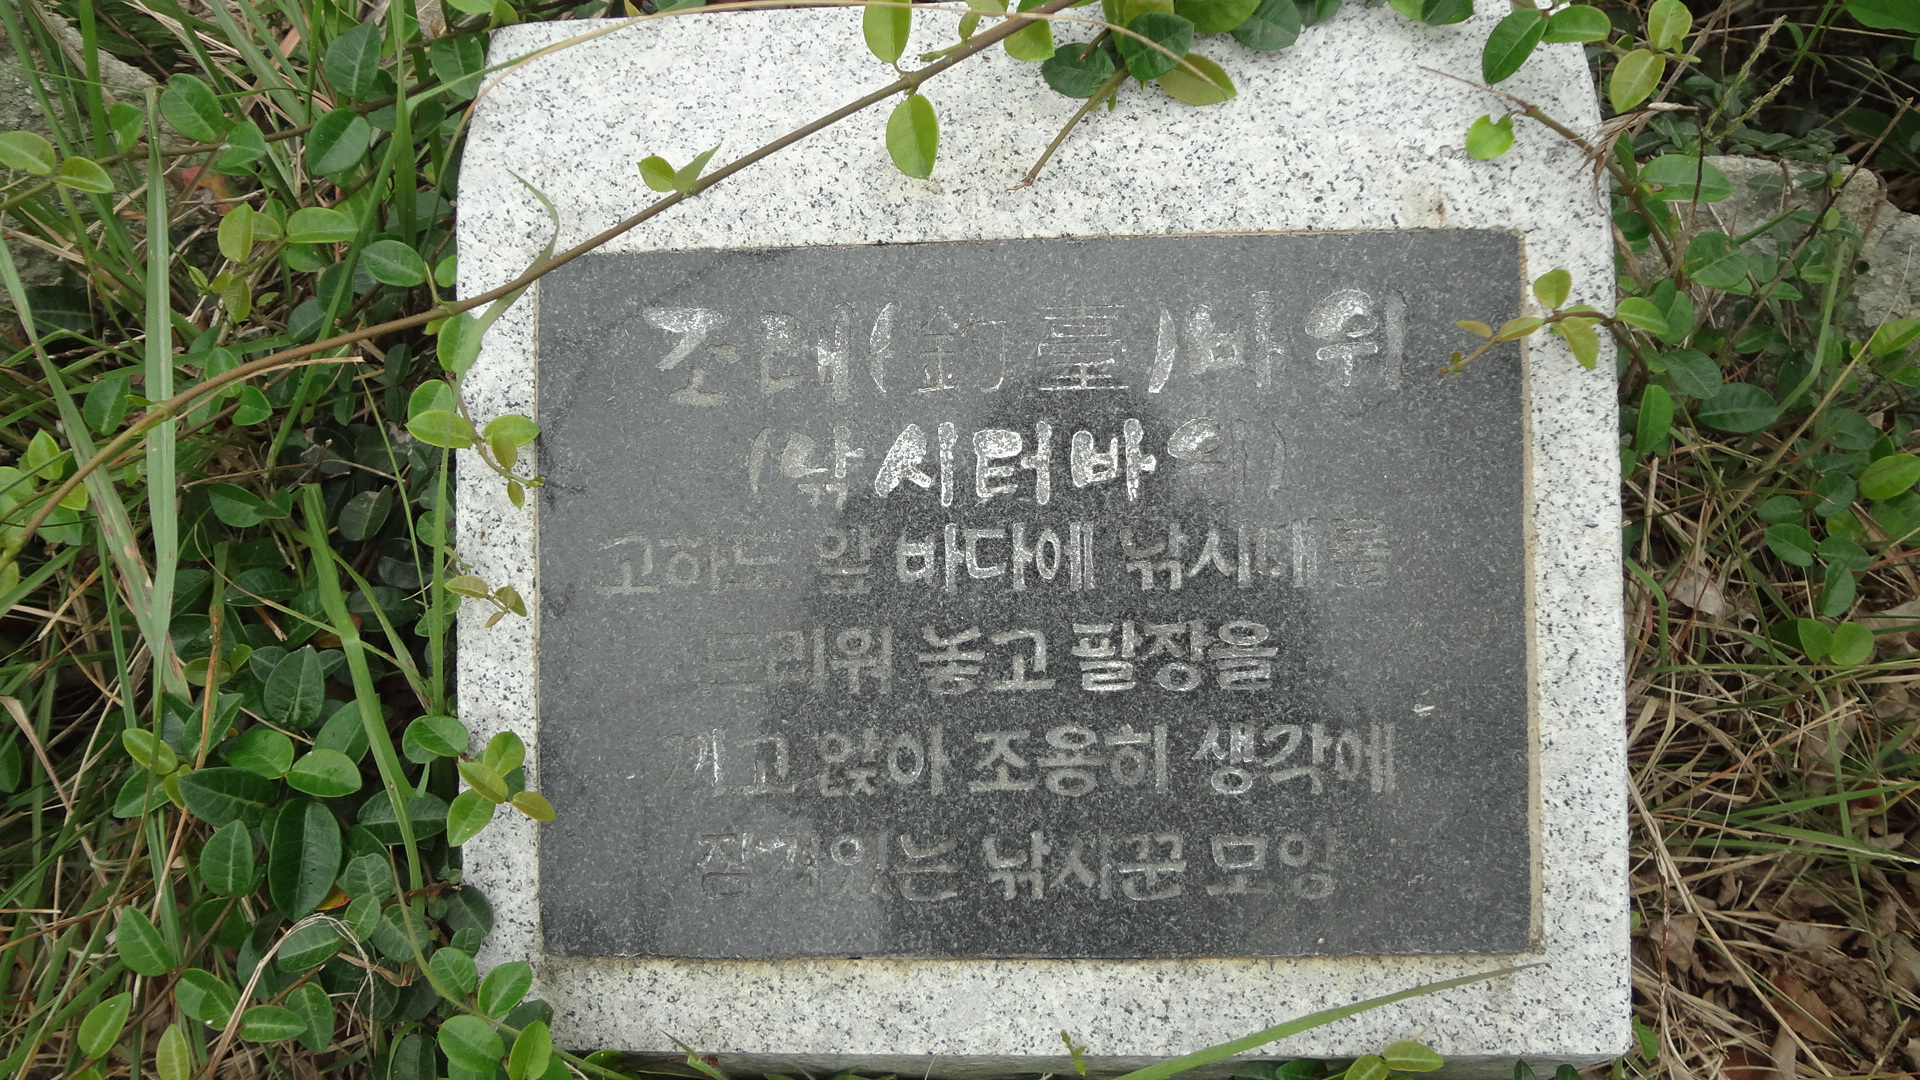 조대(釣臺)바위
(낚시터바위)
고하도 앞 바다에 낚시대를
드리워 놓고 팔장을
끼고 앉아 조용히 생각에
잠겨있는 낚시꾼 모양